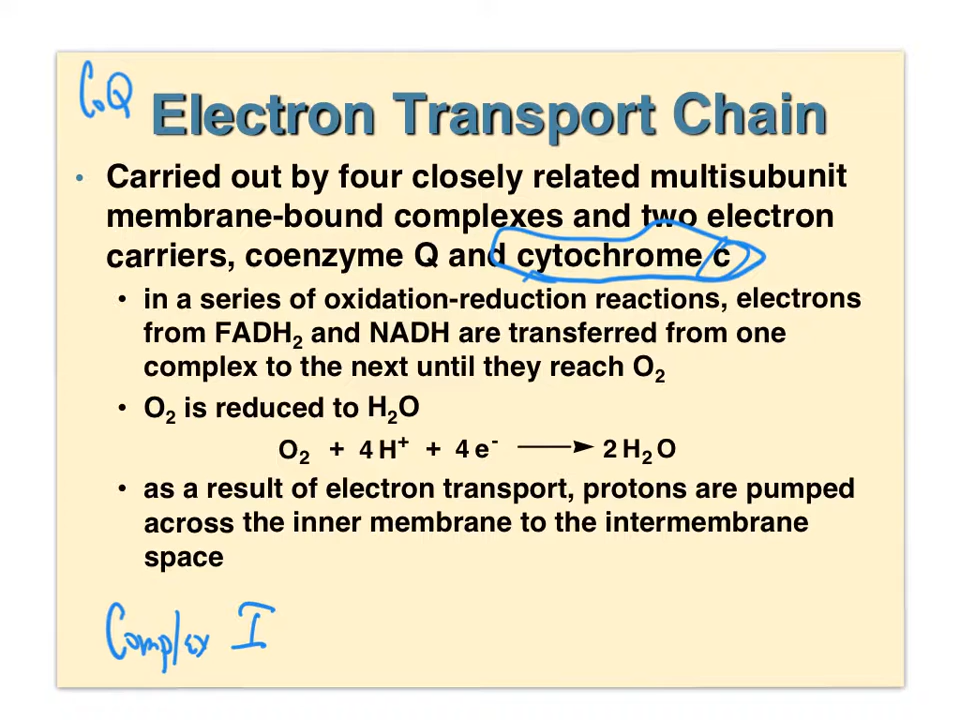 CoQ
Electron Transport Chain
• Carried out by four closely related multisubunit
membrane-bound complexes and two electron
carriers, coenzyme Q and cytochrome c
• in a series of oxidation-reduction reactions, electrons
from FADH₂ and NADH are transferred from one
complex to the next until they reach O₂
• O₂ is reduced to H₂O
O₂ + 4 H⁺ + 4 e⁻ ⟶ 2 H₂O
• as a result of electron transport, protons are pumped
across the inner membrane to the intermembrane
space
Complex I